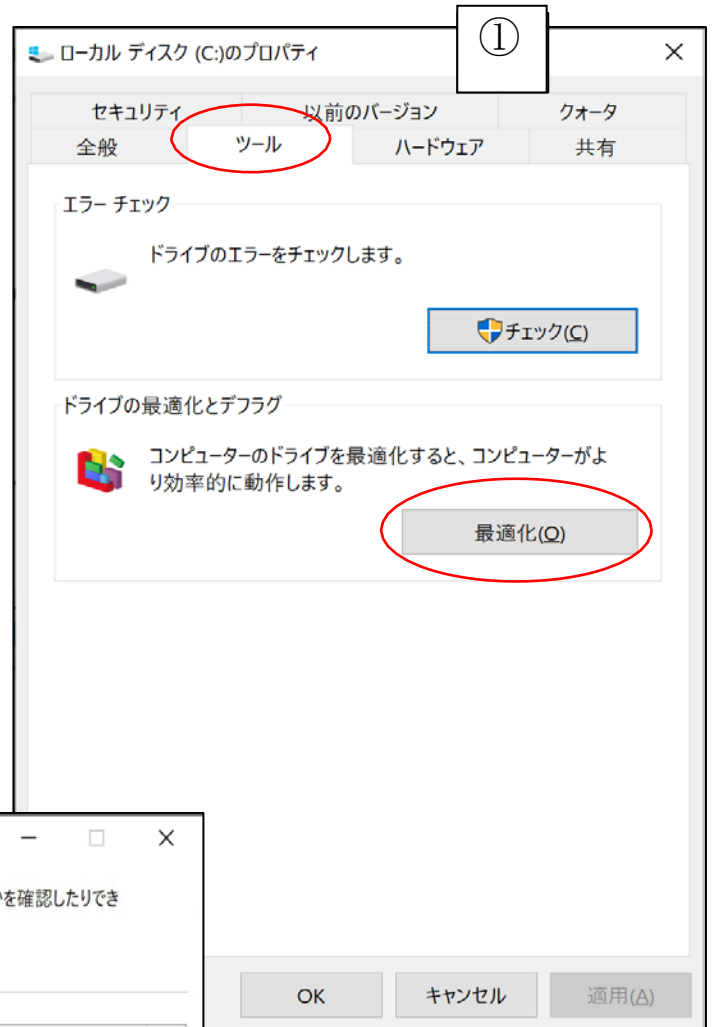 ①
ローカル ディスク (C:)のプロパティ
セキュリティ 以前のバージョン クォータ
全般 ツール ハードウェア 共有
エラー チェック
ドライブのエラーをチェックします。
チェック(C)
ドライブの最適化とデフラグ
コンピューターのドライブを最適化すると、コンピューターがよ
り効率的に動作します。
最適化(O)
を確認したりでき
OK キャンセル 適用(A)